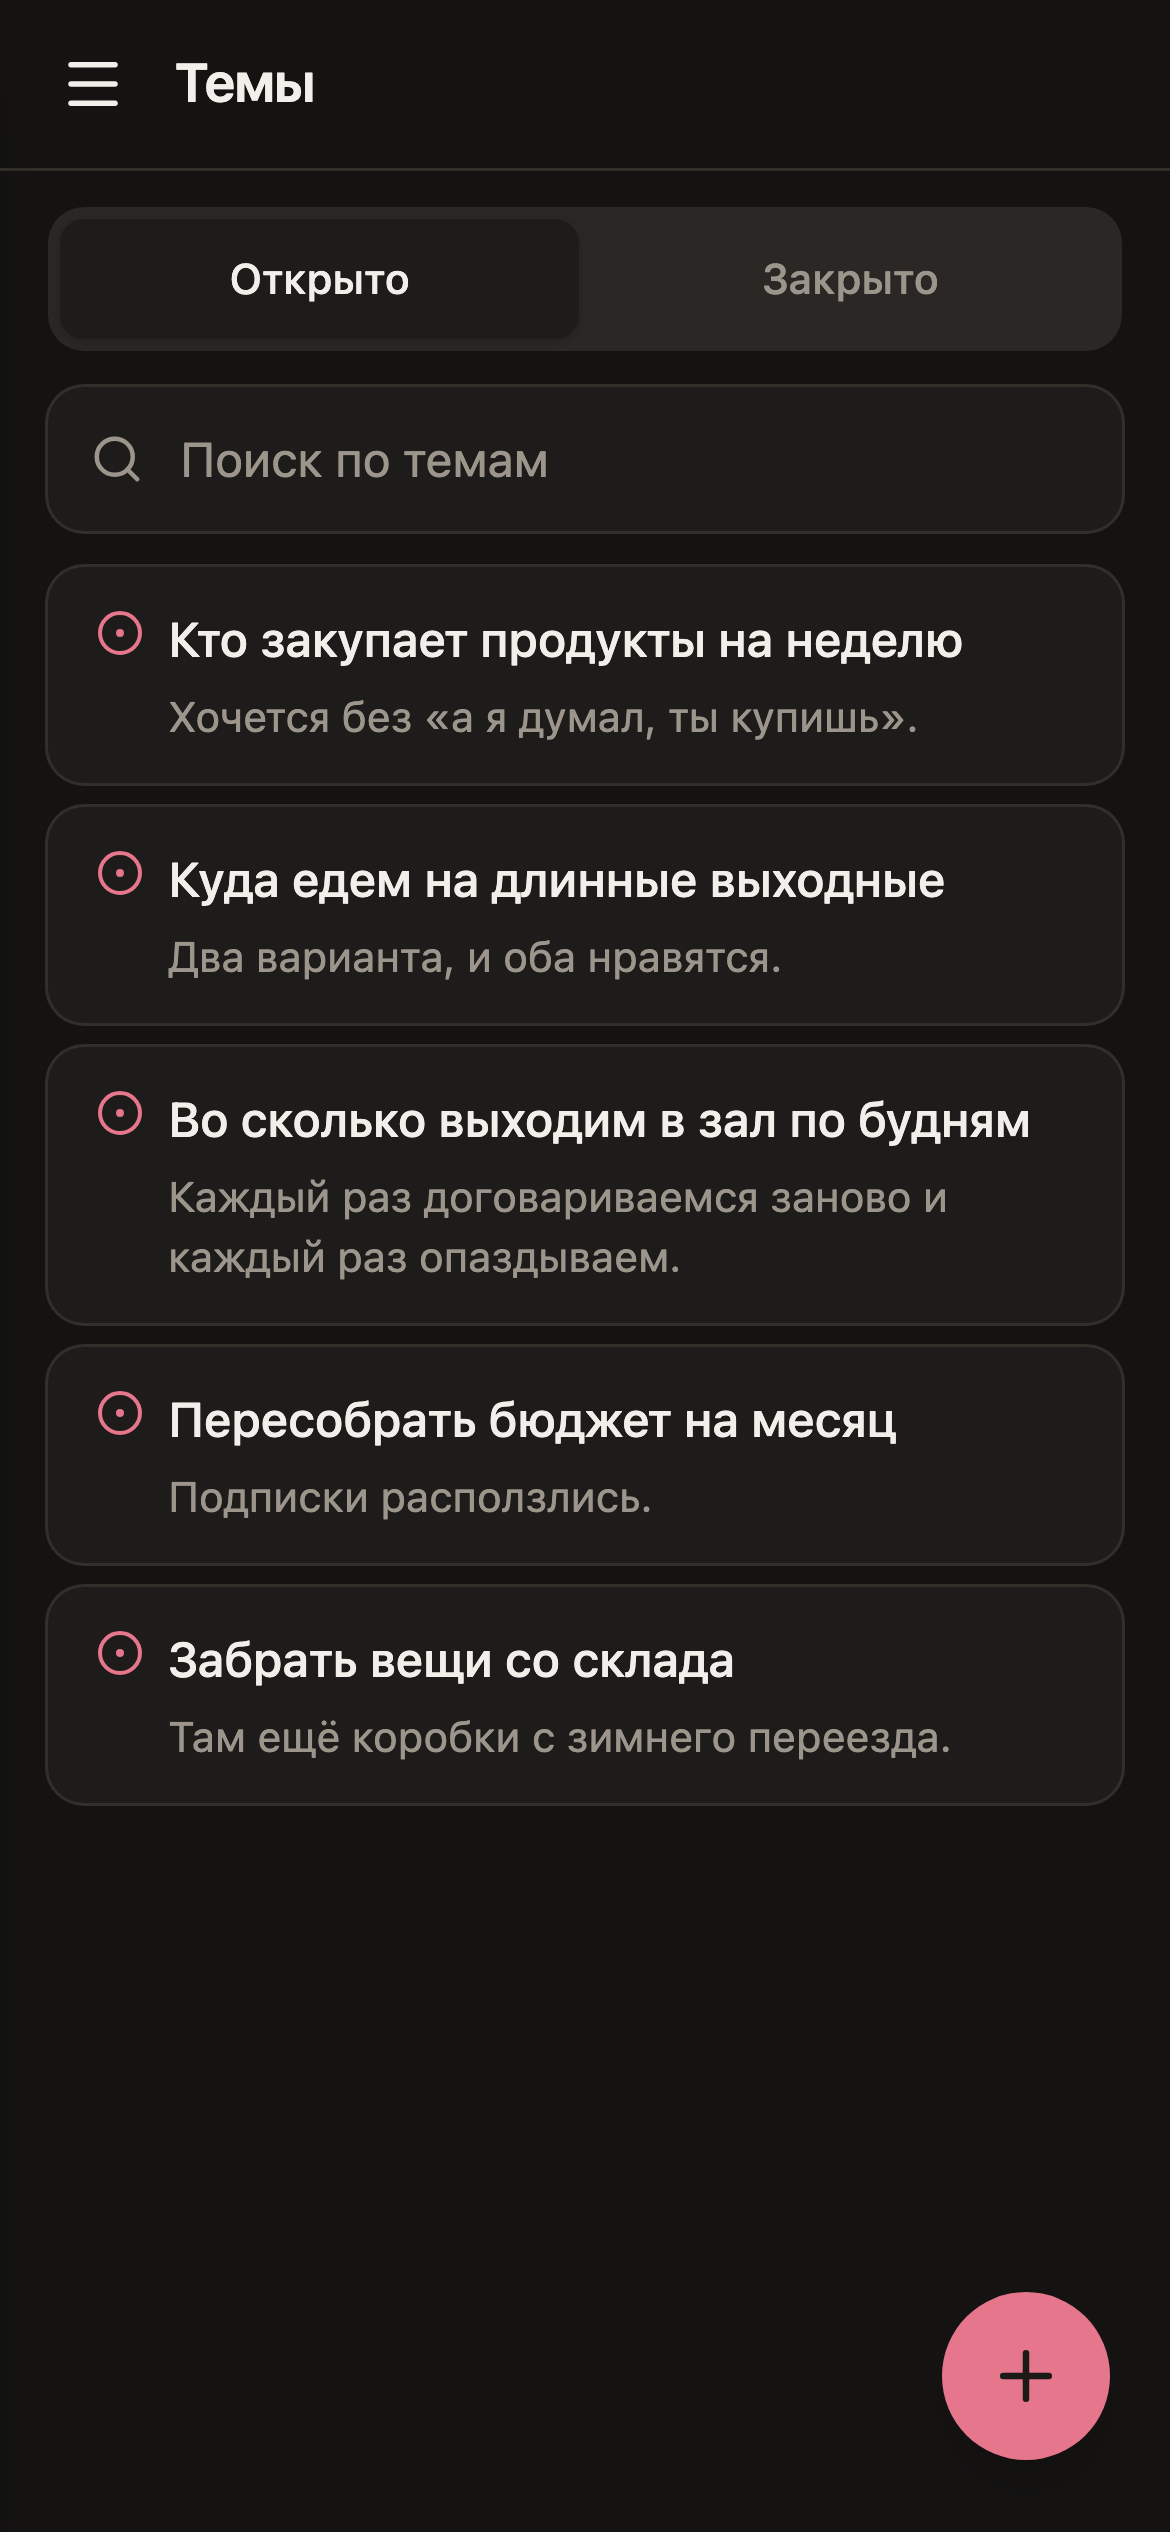 Темы
Открыто
Закрыто
Поиск по темам
Кто закупает продукты на неделю
Хочется без «а я думал, ты купишь».
Куда едем на длинные выходные
Два варианта, и оба нравятся.
Во сколько выходим в зал по будням
Каждый раз договариваемся заново и
каждый раз опаздываем.
Пересобрать бюджет на месяц
Подписки расползлись.
Забрать вещи со склада
Там ещё коробки с зимнего переезда.